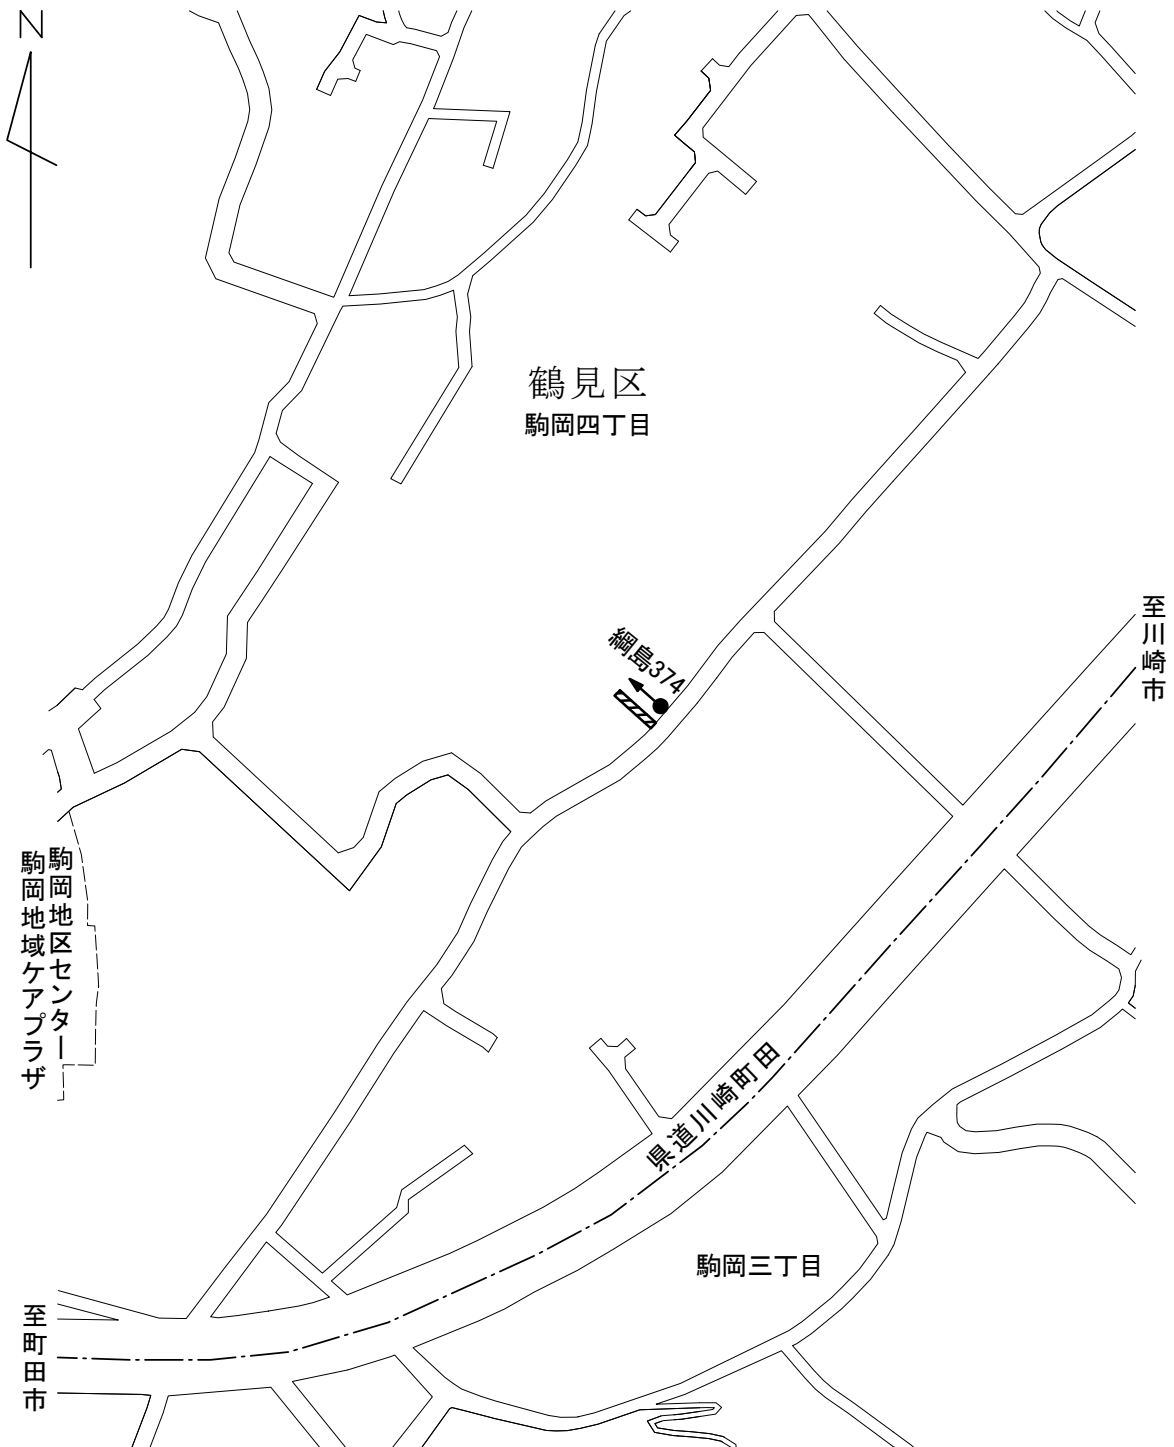 N
鶴見区
駒岡四丁目
綱島374
至川崎市
駒岡地区センター
駒岡地域ケアプラザ
県道川崎町田
駒岡三丁目
至町田市